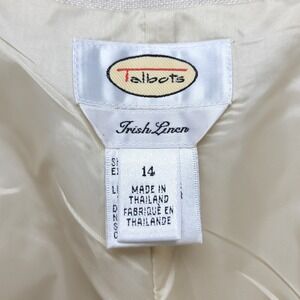 Talbots
Irish Linen
14
MADE IN
THAILAND
FABRIQUÉ EN
THAÏLANDE